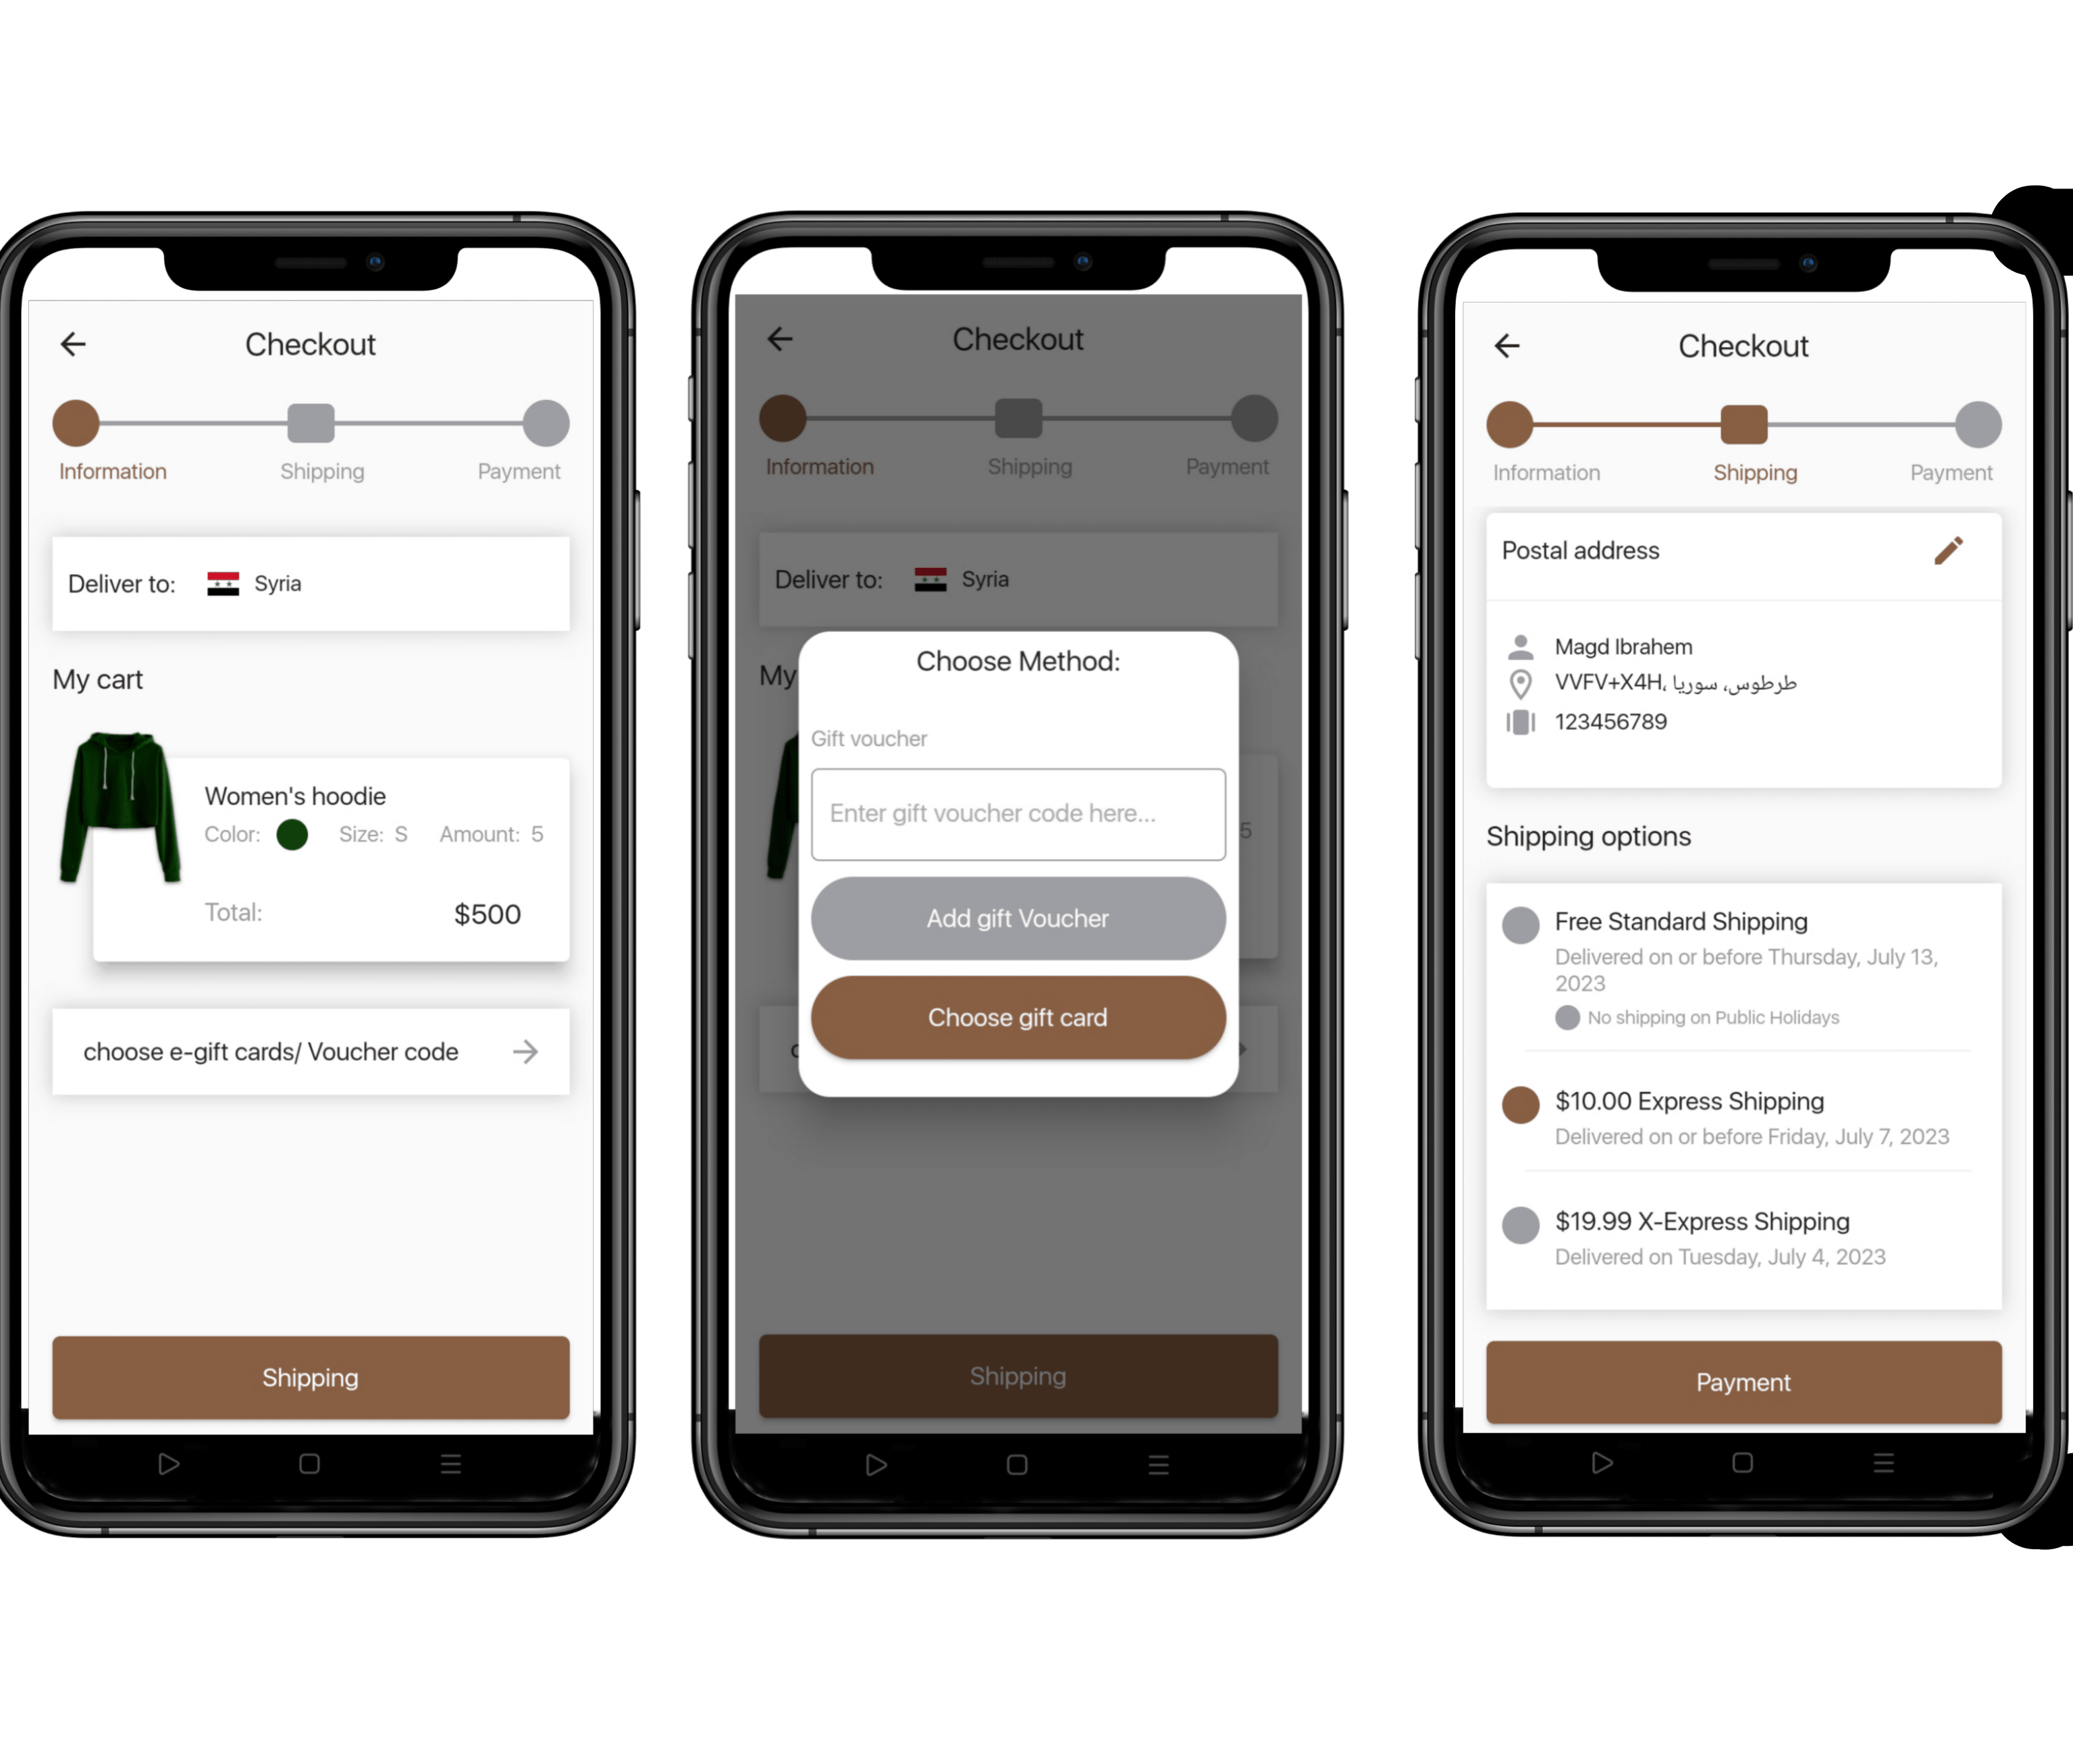 Checkout
Information Shipping Payment
Deliver to: Syria
My cart
Women's hoodie
Color: Size: S Amount: 5
Total: $500
choose e-gift cards/ Voucher code
Shipping
Checkout
Information Shipping Payment
Deliver to: Syria
My
5
Choose Method:
Gift voucher
Enter gift voucher code here...
Add gift Voucher
Choose gift card
Shipping
Checkout
Information Shipping Payment
Postal address
Magd Ibrahem
VVFV+X4H، طرطوس، سوريا
123456789
Shipping options
Free Standard Shipping
Delivered on or before Thursday, July 13,
2023
No shipping on Public Holidays
$10.00 Express Shipping
Delivered on or before Friday, July 7, 2023
$19.99 X-Express Shipping
Delivered on Tuesday, July 4, 2023
Payment